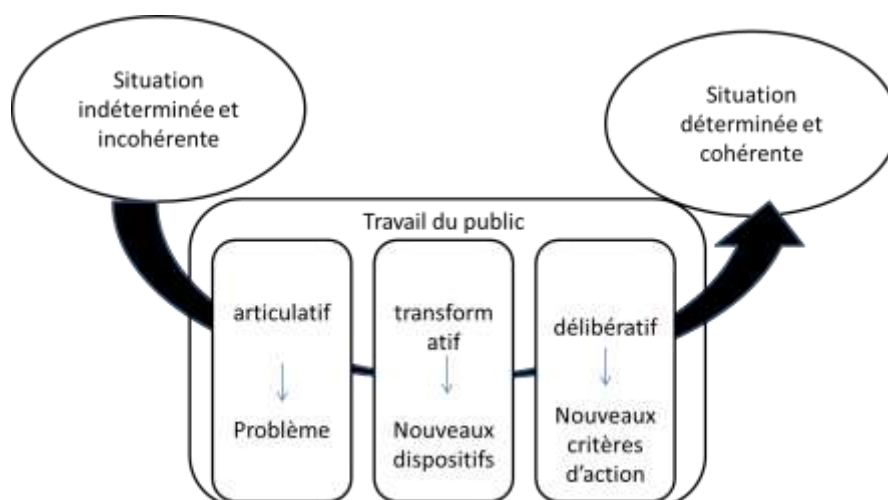 Situation
indéterminée et
incohérente
Situation
déterminée et
cohérente
Travail du public
articulatif
Problème
transform
atif
Nouveaux
dispositifs
délibératif
Nouveaux
critères
d'action